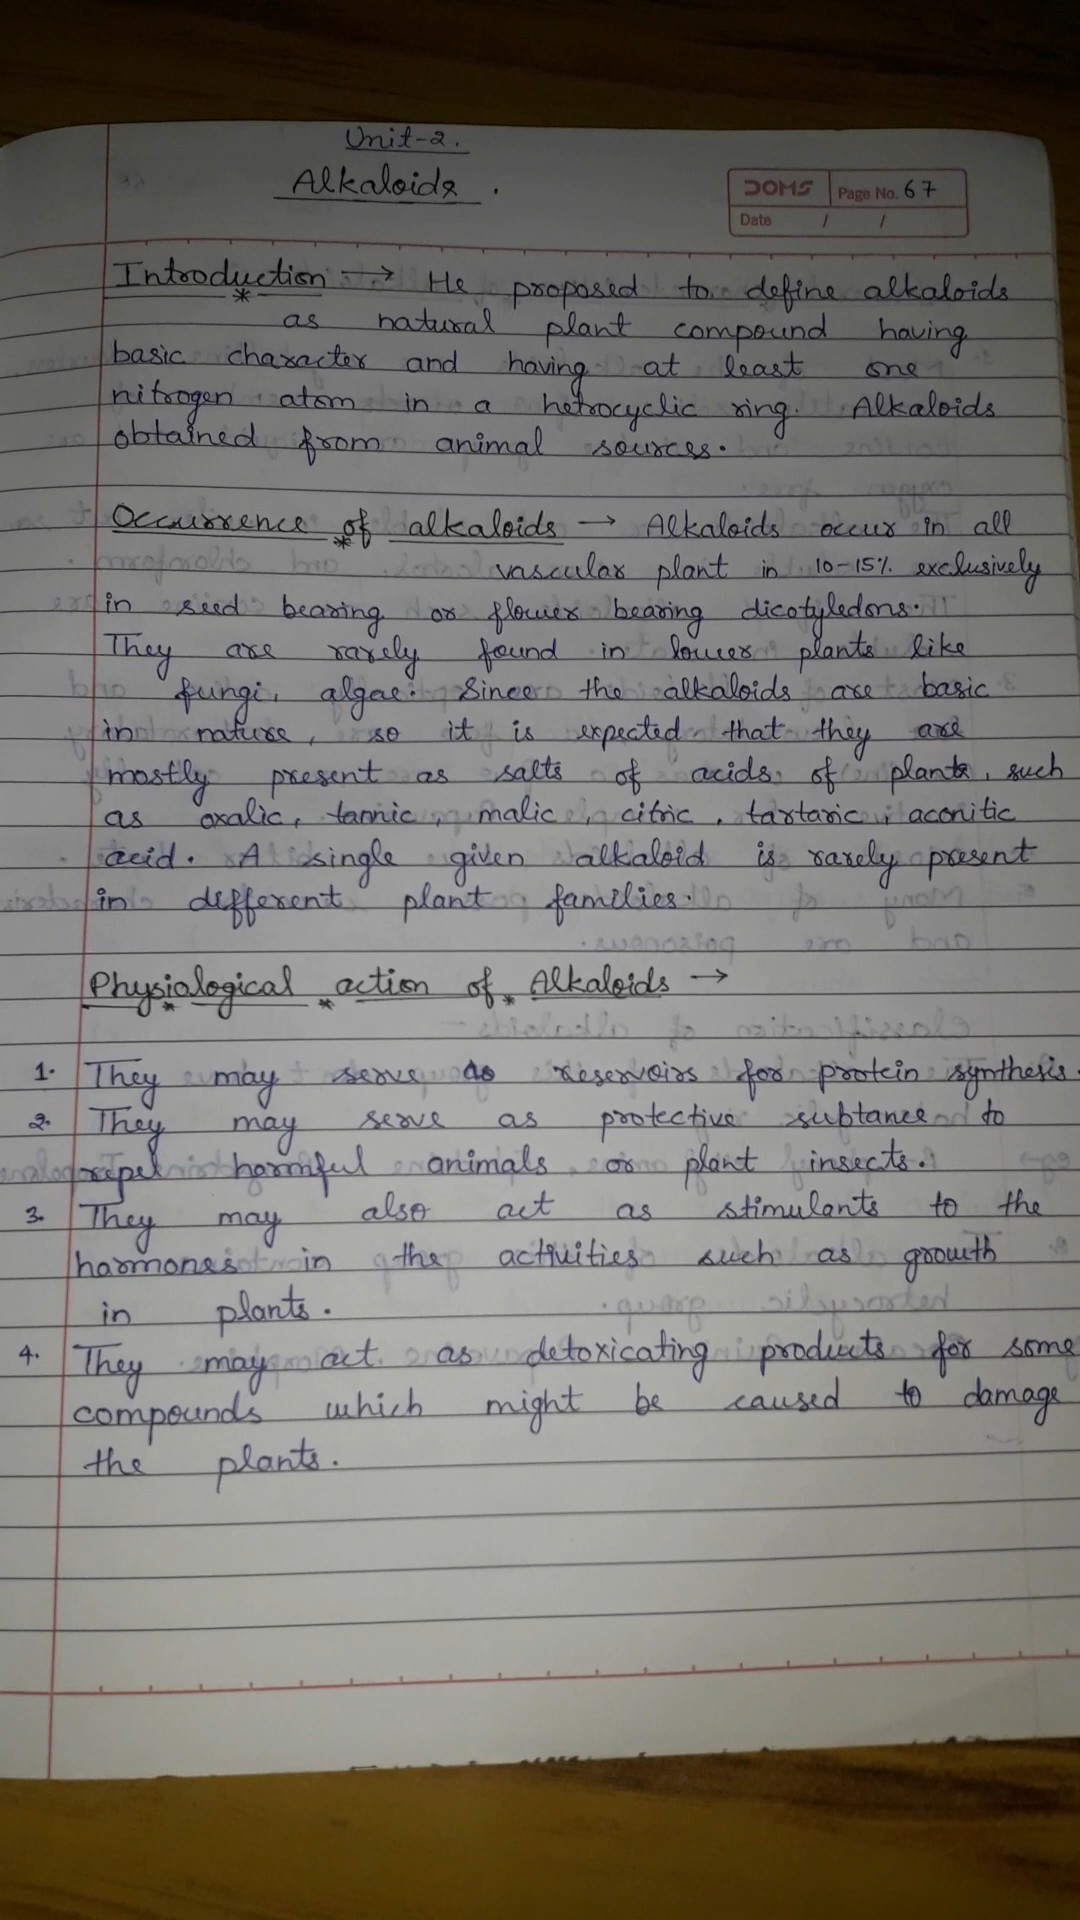 Unit-2.
Alkaloids.
DOMS Page No. 67
Date / /
Introduction → He proposed to define alkaloids
as natural plant compound having
basic character and having at least one
nitrogen atom in a hetrocyclic ring. Alkaloids
obtained from animal sources.
Occurrence of alkaloids → Alkaloids occur in all
vascular plant in 10-15% exclusively
in seed bearing or flower bearing dicotyledons.
They are rarely found in lower plants like
fungi, algae. Since the alkaloids are basic
in nature, so it is expected that they are
mostly present as salts of acids of plants, such
as oxalic, tannic, malic, citric, tartaric, aconitic
acid. A single given alkaloid is rarely present
in different plant families.
Physiological action of Alkaloids →
1. They may serve as reservoirs for protein synthesis.
2. They may serve as protective subtance to
repel harmful animals or plant insects.
3. They may also act as stimulants to the
harmones in the activities such as growth
in plants.
4. They may act as detoxicating products for some
compounds which might be caused to damage
the plants.